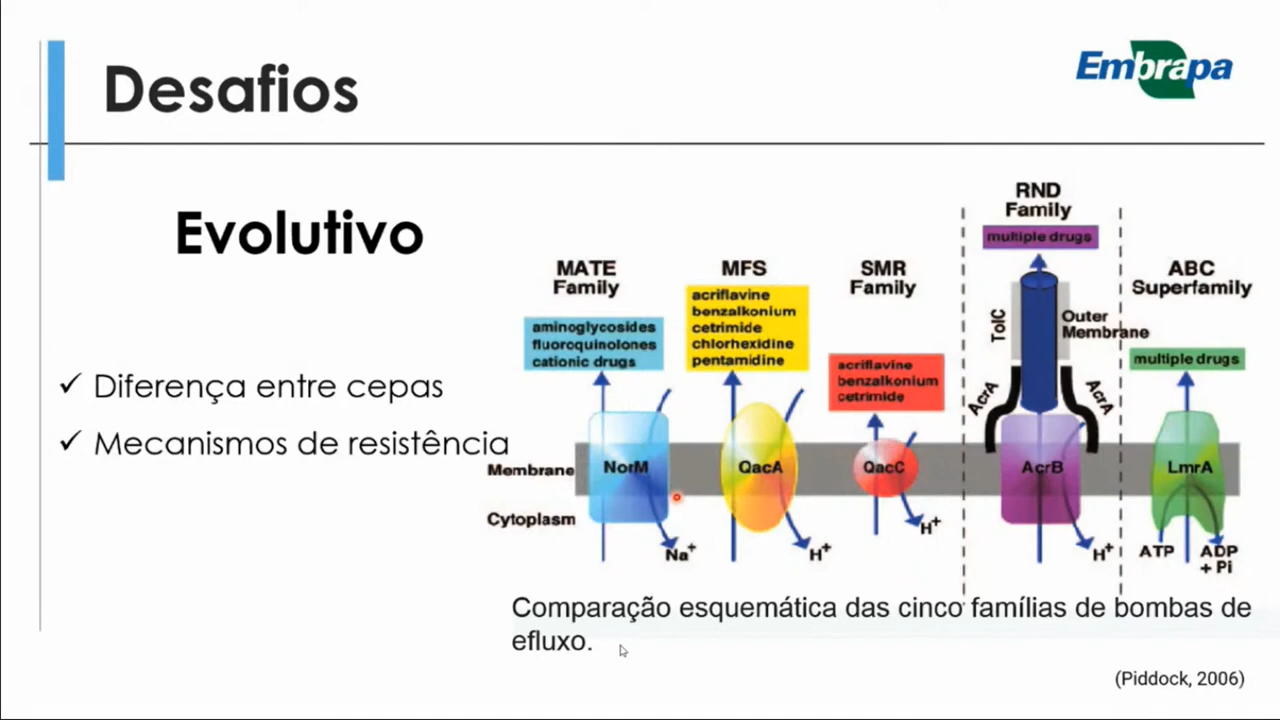 Desafios
Embrapa
Evolutivo
✓ Diferença entre cepas
✓ Mecanismos de resistência
MATE
Family
aminoglycosides
fluoroquinolones
cationic drugs
NorM
Na+
MFS
acriflavine
benzalkonium
cetrimide
chlorhexidine
pentamidine
QacA
H+
SMR
Family
acriflavine
benzalkonium
cetrimide
QacC
H+
RND
Family
multiple drugs
TolC
Outer
Membrane
AcrA
AcrA
AcrB
H+
ABC
Superfamily
multiple drugs
LmrA
ATP
ADP
+ Pi
Membrane
Cytoplasm
Comparação esquemática das cinco famílias de bombas de
efluxo.
(Piddock, 2006)